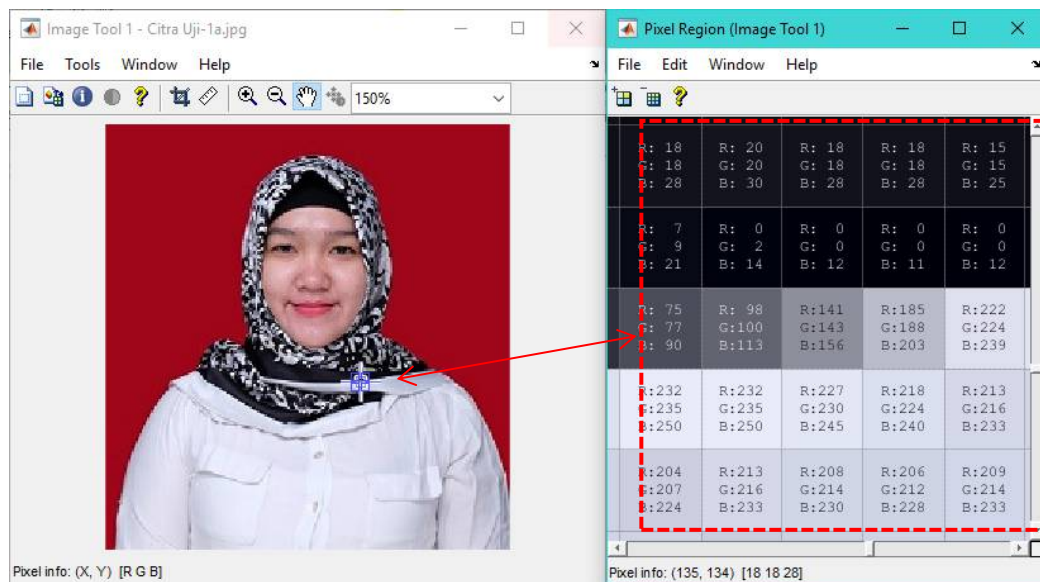 Image Tool 1 - Citra Uji-1a.jpg
File Tools Window Help
150%
Pixel info: (X, Y) [R G B]
Pixel Region (Image Tool 1)
File Edit Window Help
R: 18 R: 20 R: 18 R: 18 R: 15
G: 18 G: 20 G: 18 G: 18 G: 15
B: 28 B: 30 B: 28 B: 28 B: 25
R: 7 R: 0 R: 0 R: 0 R: 0
G: 9 G: 2 G: 0 G: 0 G: 0
B: 21 B: 14 B: 12 B: 11 B: 12
R: 75 R: 98 R:141 R:185 R:222
G: 77 G:100 G:143 G:188 G:224
B: 90 B:113 B:156 B:203 B:239
R:232 R:232 R:227 R:218 R:213
G:235 G:235 G:230 G:224 G:216
B:250 B:250 B:245 B:240 B:233
R:204 R:213 R:208 R:206 R:209
G:207 G:216 G:214 G:212 G:214
B:224 B:233 B:230 B:228 B:233
Pixel info: (135, 134) [18 18 28]